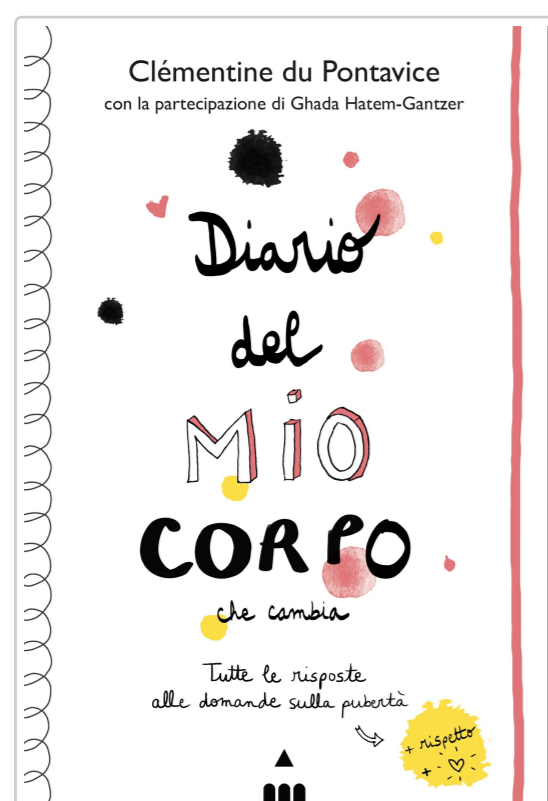 Clémentine du Pontavice
con la partecipazione di Ghada Hatem-Gantzer
Diario
del
MiO
CORPO
che cambia
Tutte le risposte
alle domande sulla pubertà
+ rispetto
+